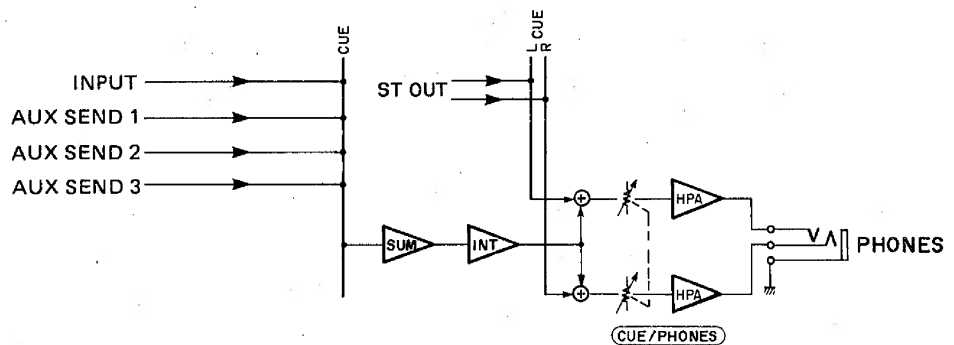 CUE
L CUE
R
INPUT
ST OUT
AUX SEND 1
AUX SEND 2
AUX SEND 3
HPA
SUM
INT
PHONES
HPA
CUE/PHONES